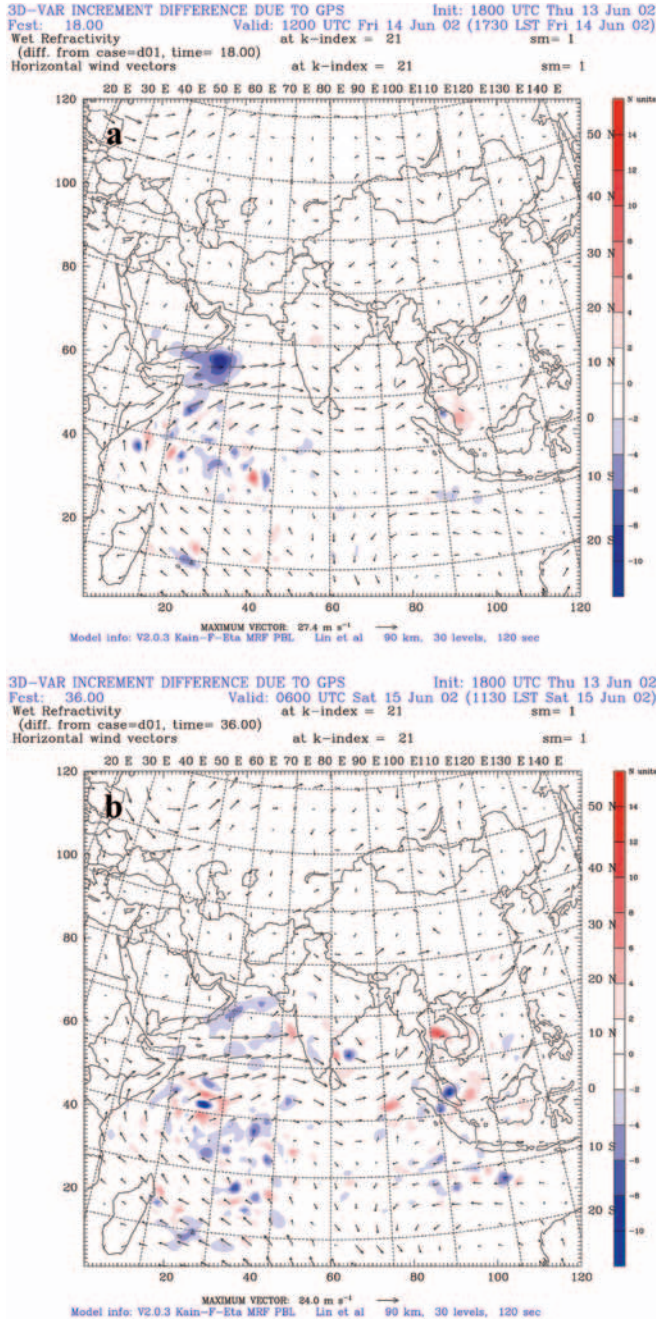 3D-VAR INCREMENT DIFFERENCE DUE TO GPS Init: 1800 UTC Thu 13 Jun 02
Fcst: 18.00 Valid: 1200 UTC Fri 14 Jun 02 (1730 LST Fri 14 Jun 02)
Wet Refractivity at k-index = 21 sm= 1
(diff. from case=d01, time= 18.00)
Horizontal wind vectors at k-index = 21 sm= 1
20 E 30 E 40 E 50 E 60 E 70 E 80 E 90 E 100 E 110 E 120 E 130 E 140 E
a
120
100
80
60
40
20
50 N
40 N
30 N
20 N
10 N
0
10 S
20 S
N units
14
12
10
8
6
4
2
0
-2
-4
-6
-8
-10
20 40 60 80 100 120
MAXIMUM VECTOR: 27.4 m s⁻¹
Model info: V2.0.3 Kain-F-Eta MRF PBL Lin et al 90 km, 30 levels, 120 sec
3D-VAR INCREMENT DIFFERENCE DUE TO GPS Init: 1800 UTC Thu 13 Jun 02
Fcst: 36.00 Valid: 0600 UTC Sat 15 Jun 02 (1130 LST Sat 15 Jun 02)
Wet Refractivity at k-index = 21 sm= 1
(diff. from case=d01, time= 36.00)
Horizontal wind vectors at k-index = 21 sm= 1
20 E 30 E 40 E 50 E 60 E 70 E 80 E 90 E 100 E 110 E 120 E 130 E 140 E
b
120
100
80
60
40
20
50 N
40 N
30 N
20 N
10 N
0
10 S
20 S
N units
14
12
10
8
6
4
2
0
-2
-4
-6
-8
-10
20 40 60 80 100 120
MAXIMUM VECTOR: 24.0 m s⁻¹
Model info: V2.0.3 Kain-F-Eta MRF PBL Lin et al 90 km, 30 levels, 120 sec